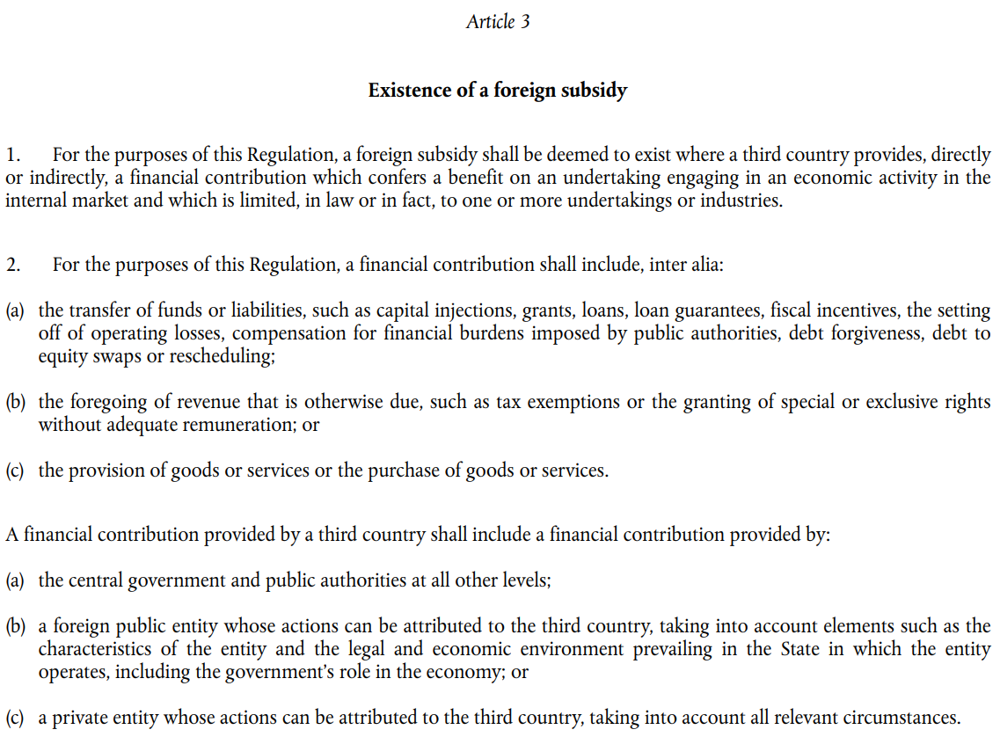 Article 3
Existence of a foreign subsidy
1. For the purposes of this Regulation, a foreign subsidy shall be deemed to exist where a third country provides, directly
or indirectly, a financial contribution which confers a benefit on an undertaking engaging in an economic activity in the
internal market and which is limited, in law or in fact, to one or more undertakings or industries.
2. For the purposes of this Regulation, a financial contribution shall include, inter alia:
(a) the transfer of funds or liabilities, such as capital injections, grants, loans, loan guarantees, fiscal incentives, the setting
off of operating losses, compensation for financial burdens imposed by public authorities, debt forgiveness, debt to
equity swaps or rescheduling;
(b) the foregoing of revenue that is otherwise due, such as tax exemptions or the granting of special or exclusive rights
without adequate remuneration; or
(c) the provision of goods or services or the purchase of goods or services.
A financial contribution provided by a third country shall include a financial contribution provided by:
(a) the central government and public authorities at all other levels;
(b) a foreign public entity whose actions can be attributed to the third country, taking into account elements such as the
characteristics of the entity and the legal and economic environment prevailing in the State in which the entity
operates, including the government’s role in the economy; or
(c) a private entity whose actions can be attributed to the third country, taking into account all relevant circumstances.